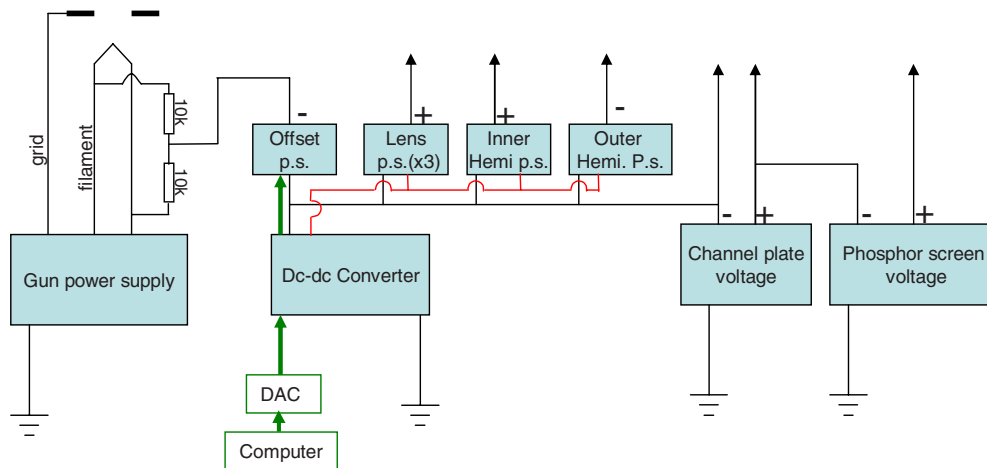 grid
filament
10k
10k
-
Offset
p.s.
+
Lens
p.s.(x3)
+
Inner
Hemi p.s.
-
Outer
Hemi. P.s.
Gun power supply
Dc-dc Converter
- +
Channel plate
voltage
- +
Phosphor screen
voltage
DAC
Computer